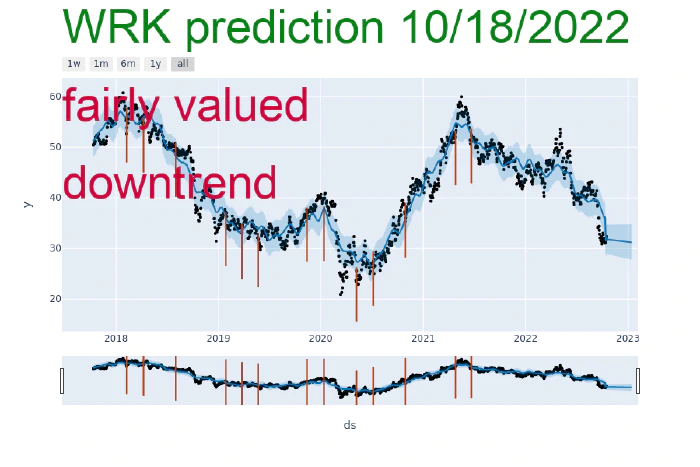 WRK prediction 10/18/2022
1w 1m 6m 1y all
fairly valued
downtrend
60
50
40
30
20
y
2018 2019 2020 2021 2022 2023
ds